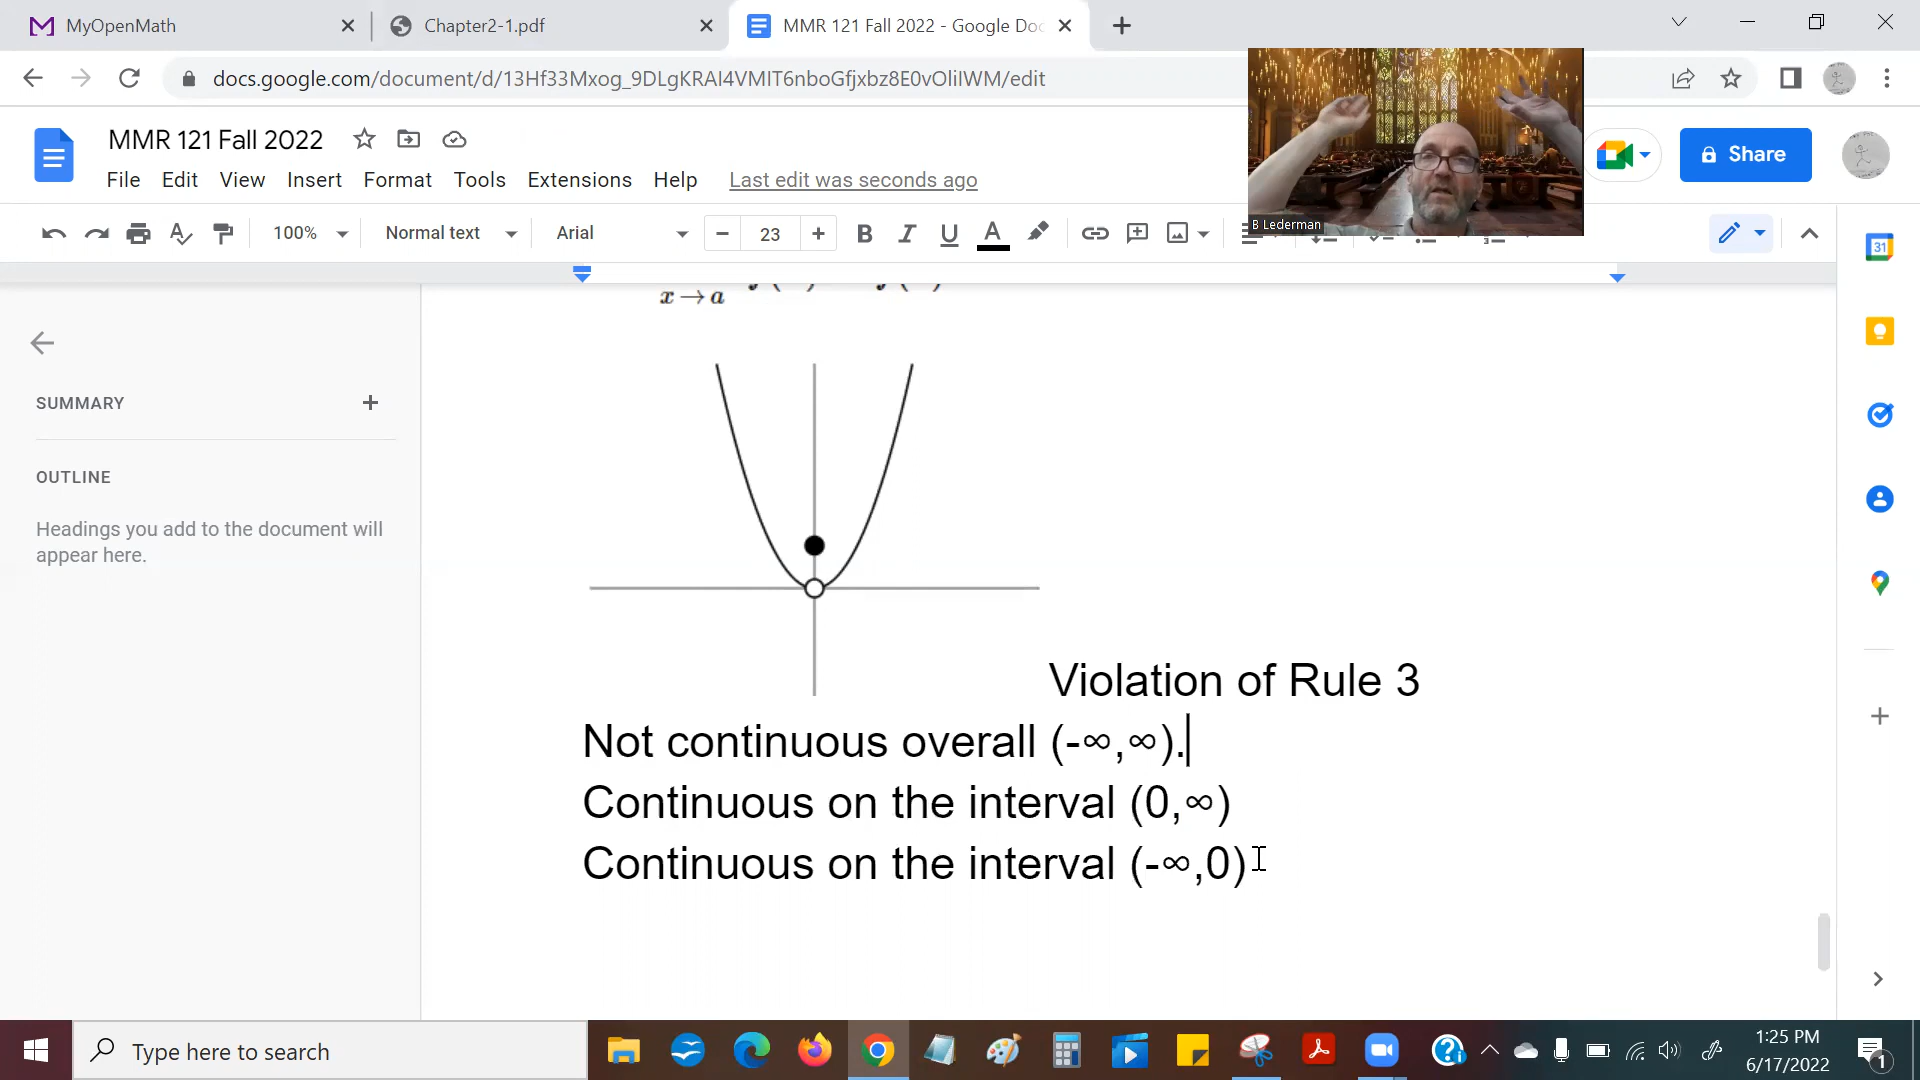 MyOpenMath
Chapter2-1.pdf
MMR 121 Fall 2022 - Google Doc
docs.google.com/document/d/13Hf33Mxog_9DLgKRAI4VMIT6nboGfjxbz8E0vOliIWM/edit
MMR 121 Fall 2022
File Edit View Insert Format Tools Extensions Help Last edit was seconds ago
Share
B Lederman
100% Normal text Arial 23
31
x→a
SUMMARY
OUTLINE
Headings you add to the document will
appear here.
Violation of Rule 3
Not continuous overall (-∞,∞).
Continuous on the interval (0,∞)
Continuous on the interval (-∞,0)
Type here to search
1:25 PM
6/17/2022
1